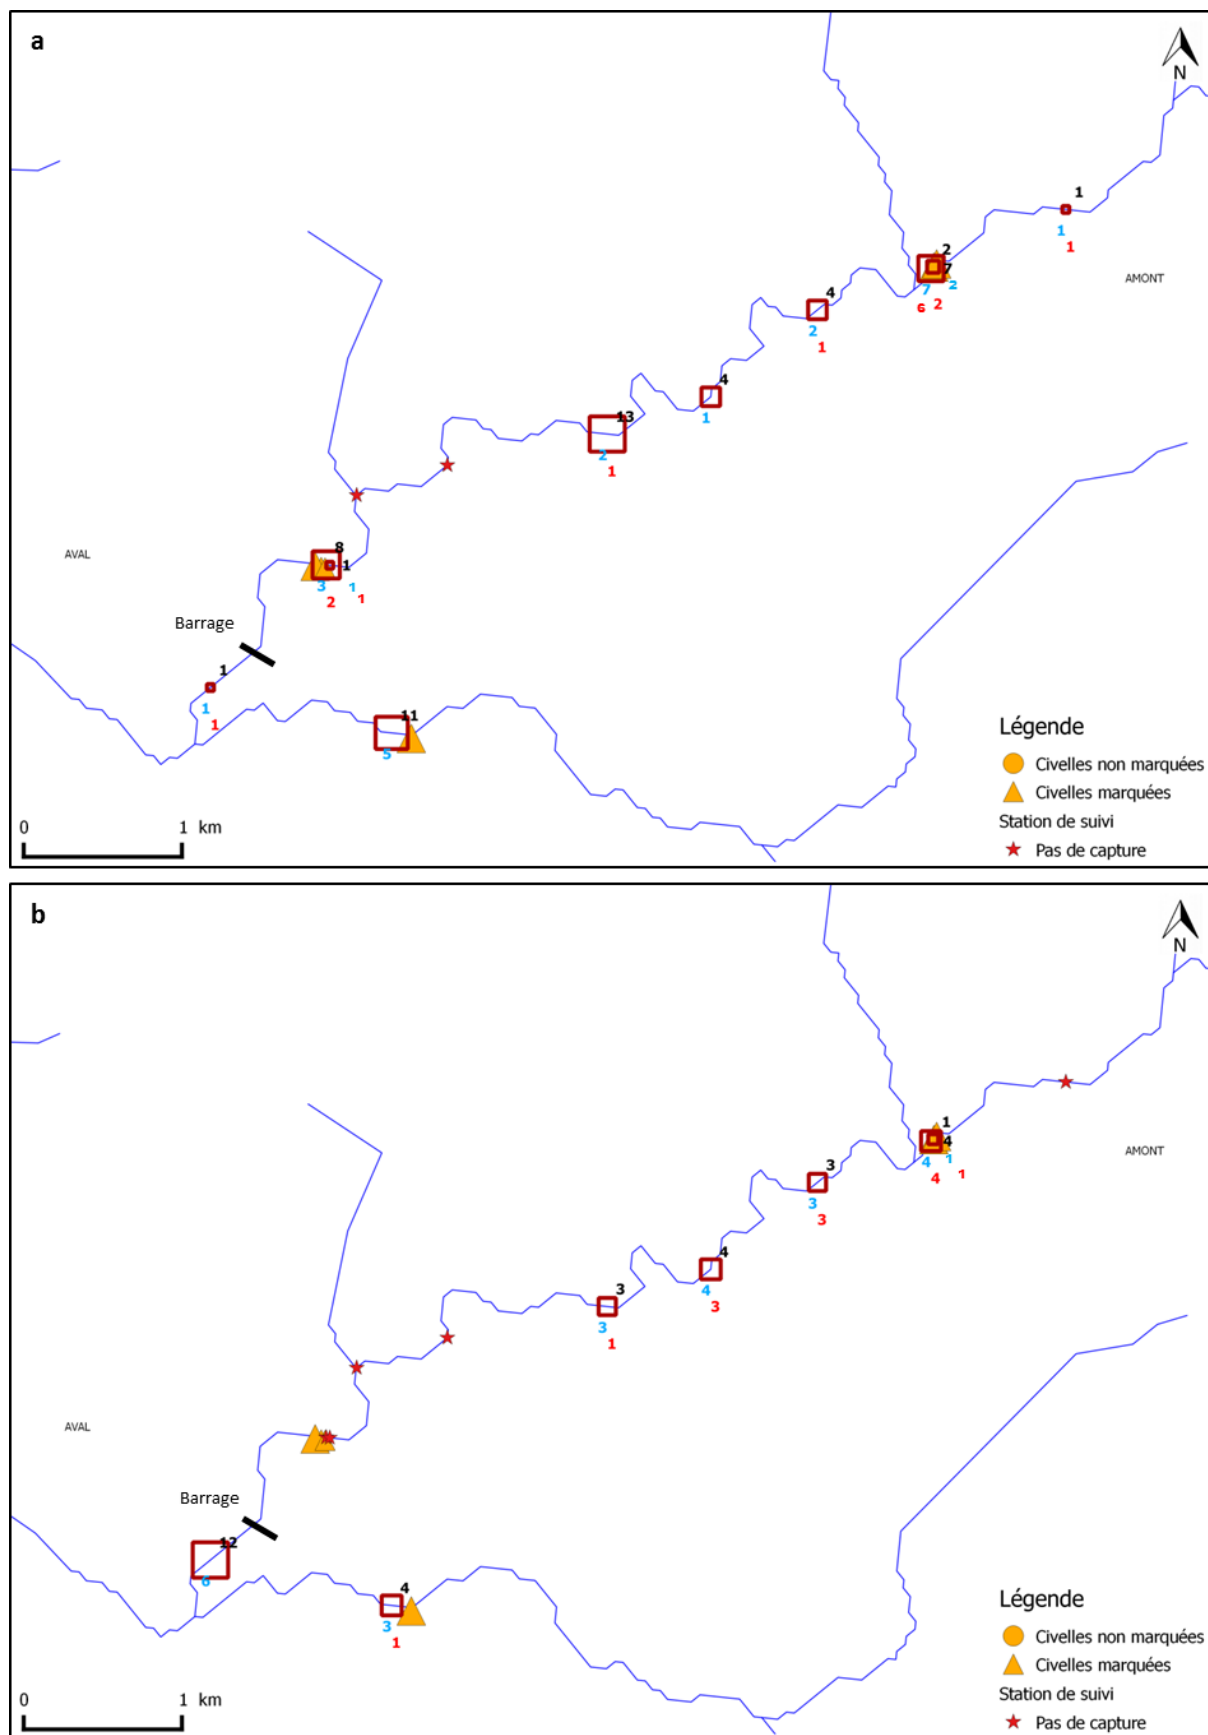 a
N
1
1
1
AMONT
2
7
7
2
6
2
4
2
1
4
1
13
2
1
AVAL
8
1
3
1
2
1
Barrage
1
1
1
11
5
Légende
Civelles non marquées
Civelles marquées
Station de suivi
Pas de capture
0 1 km
b
N
AMONT
1
4
4
1
4
1
3
3
3
4
4
3
3
3
1
AVAL
Barrage
12
6
4
3
1
Légende
Civelles non marquées
Civelles marquées
Station de suivi
Pas de capture
0 1 km